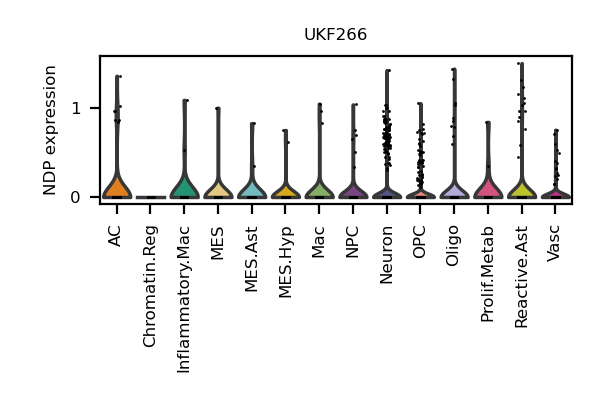 UKF266
NDP expression
1
0
AC
Chromatin.Reg
Inflammatory.Mac
MES
MES.Ast
MES.Hyp
Mac
NPC
Neuron
OPC
Oligo
Prolif.Metab
Reactive.Ast
Vasc